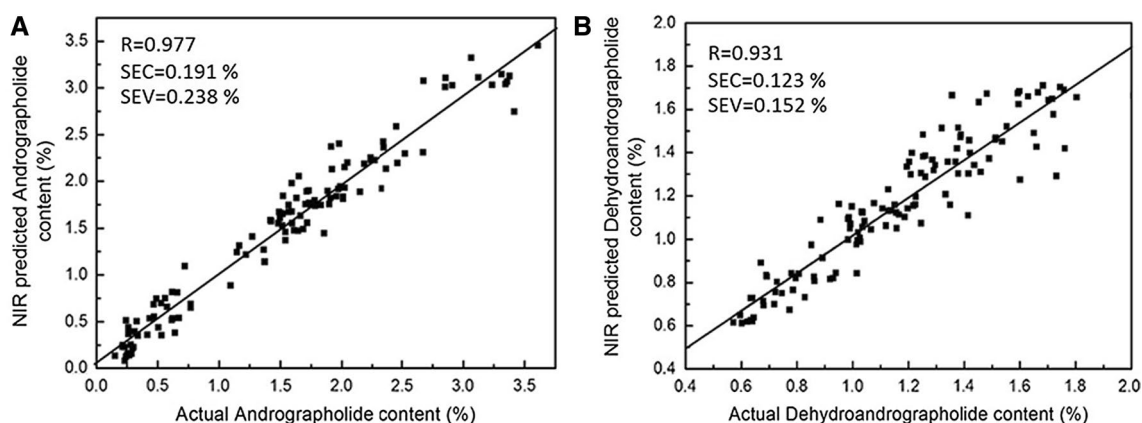 A
R=0.977
SEC=0.191 %
SEV=0.238 %
NIR predicted Andrographolide
content (%)
3.5
3.0
2.5
2.0
1.5
1.0
0.5
0.0
0.0 0.5 1.0 1.5 2.0 2.5 3.0 3.5
Actual Andrographolide content (%)
B
R=0.931
SEC=0.123 %
SEV=0.152 %
NIR predicted Dehydroandrographolide
content (%)
2.0
1.8
1.6
1.4
1.2
1.0
0.8
0.6
0.4
0.4 0.6 0.8 1.0 1.2 1.4 1.6 1.8 2.0
Actual Dehydroandrographolide content (%)